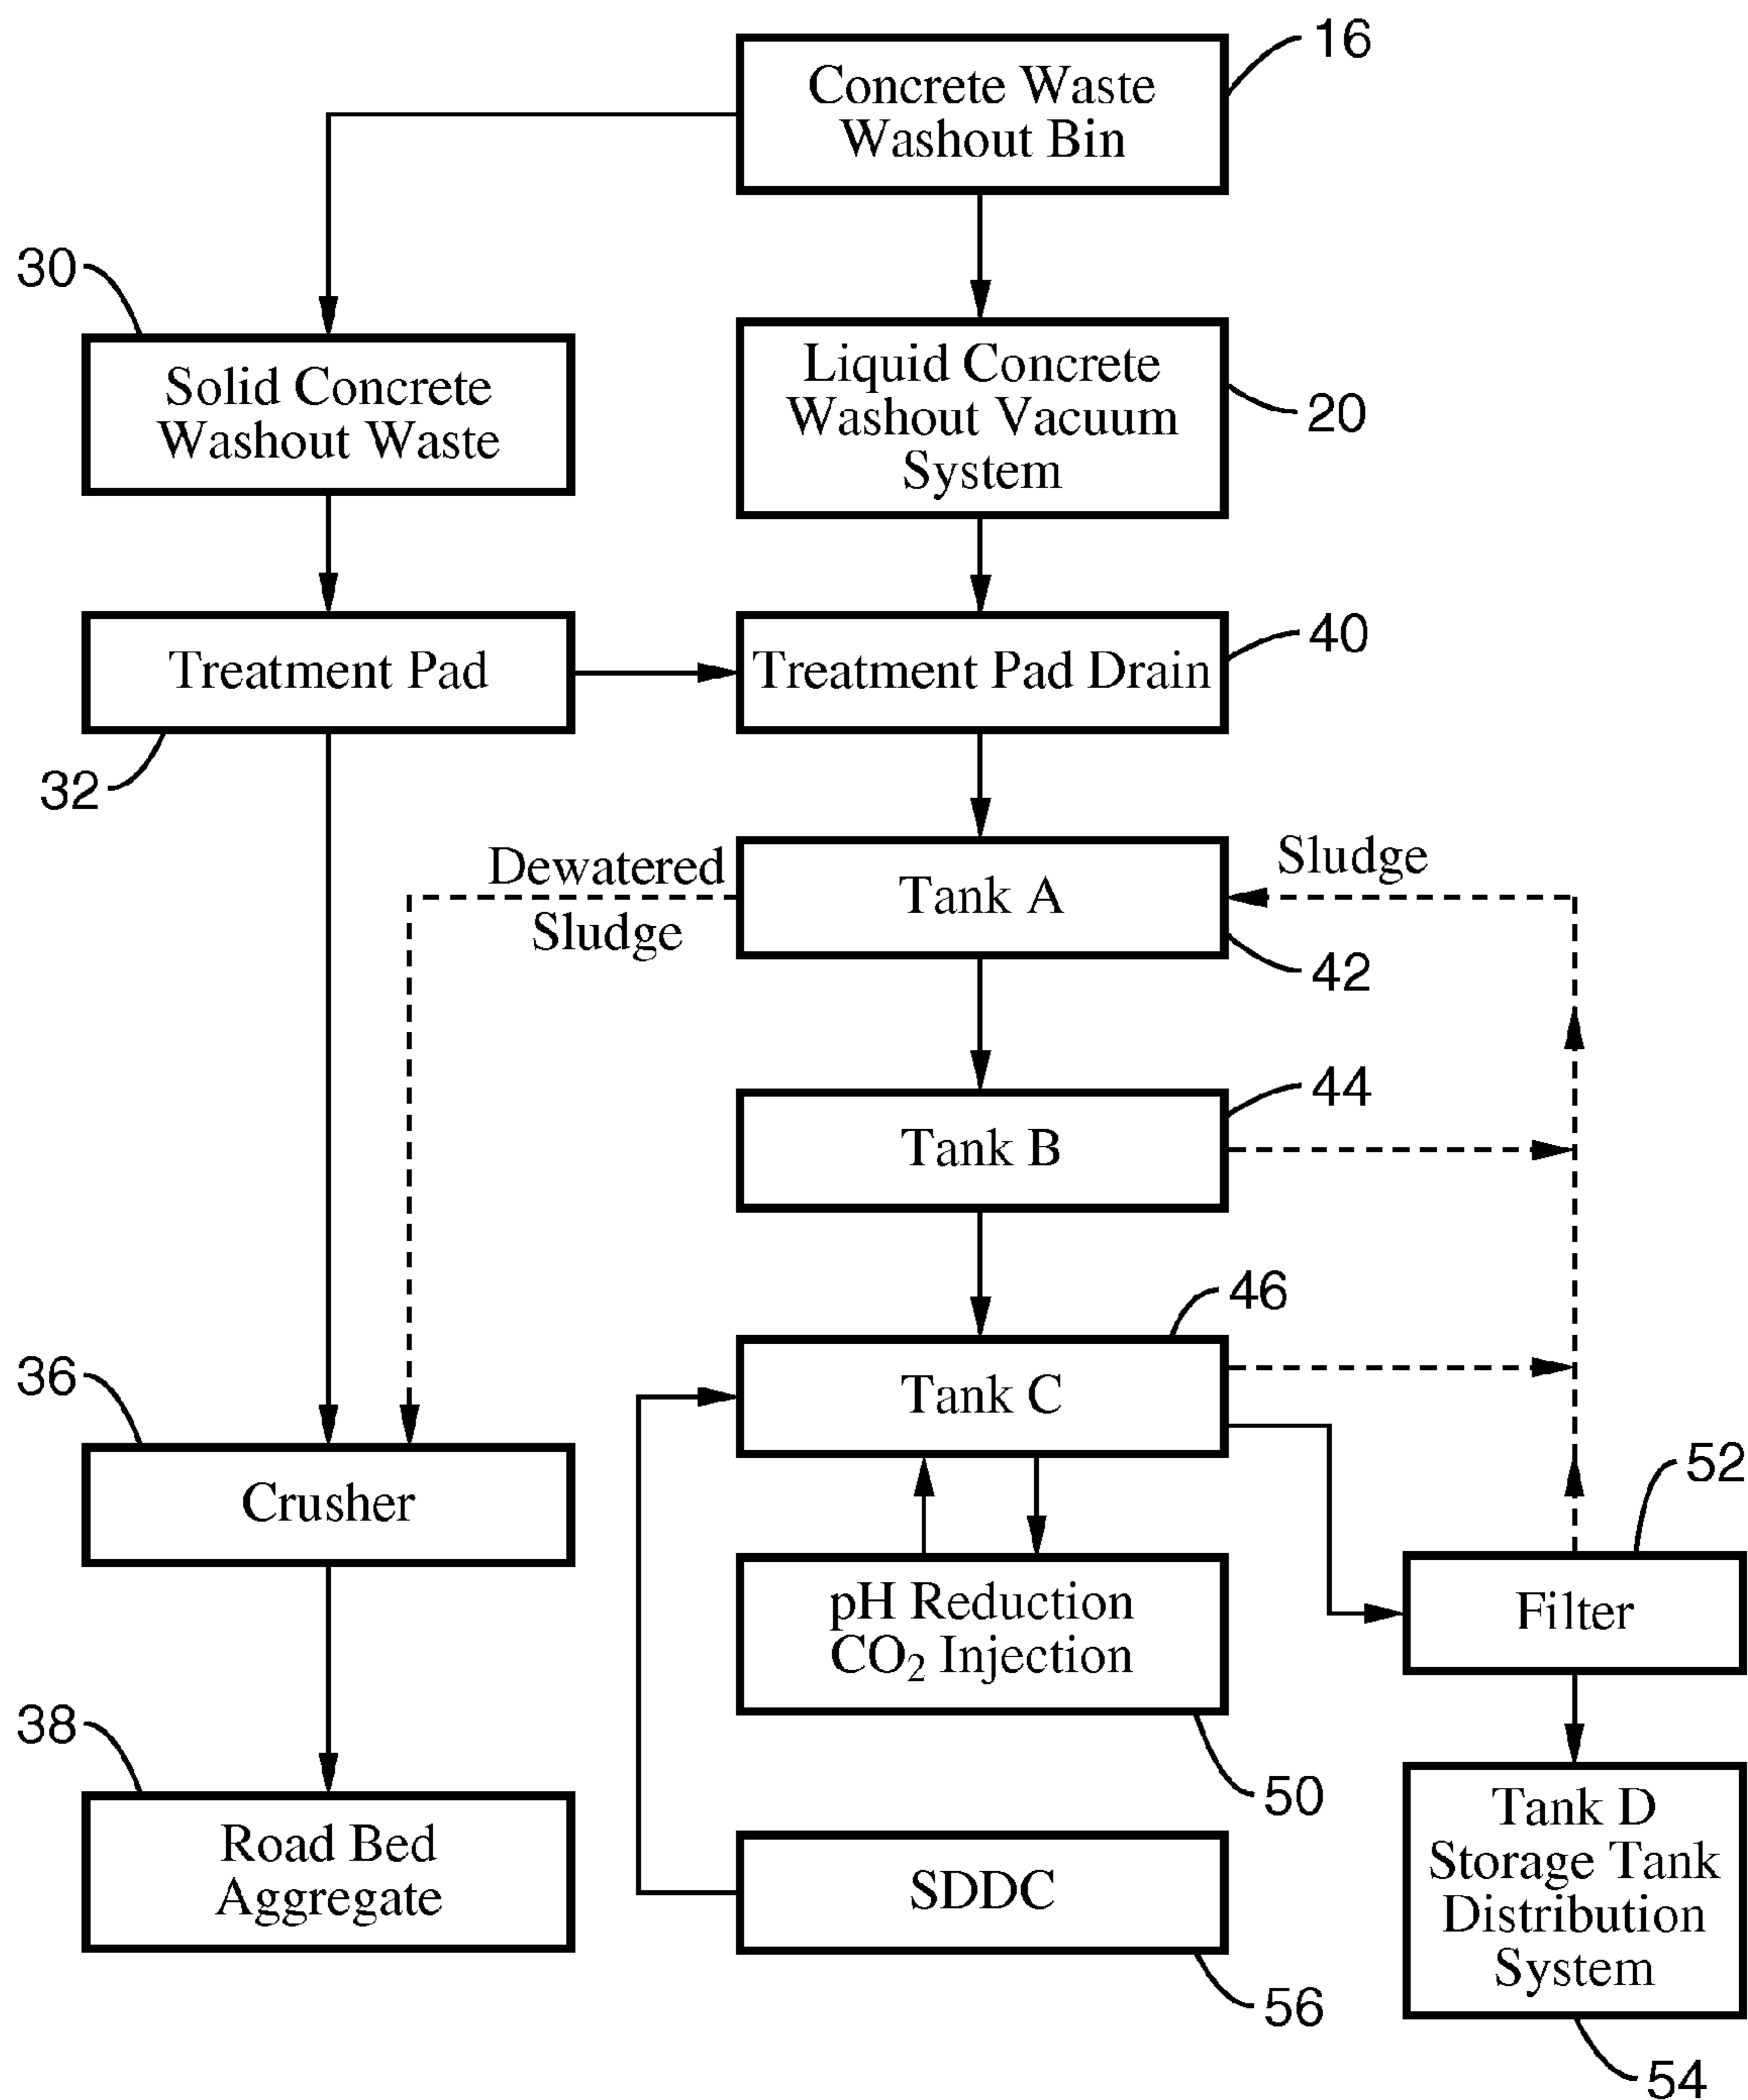 16
Concrete Waste
Washout Bin
30
Solid Concrete
Washout Waste
Liquid Concrete
Washout Vacuum
System
20
Treatment Pad
32
Treatment Pad Drain
40
Dewatered
Sludge
Tank A
Sludge
42
Tank B
44
46
Tank C
36
Crusher
pH Reduction
CO₂ Injection
50
52
Filter
38
Road Bed
Aggregate
SDDC
56
Tank D
Storage Tank
Distribution
System
54